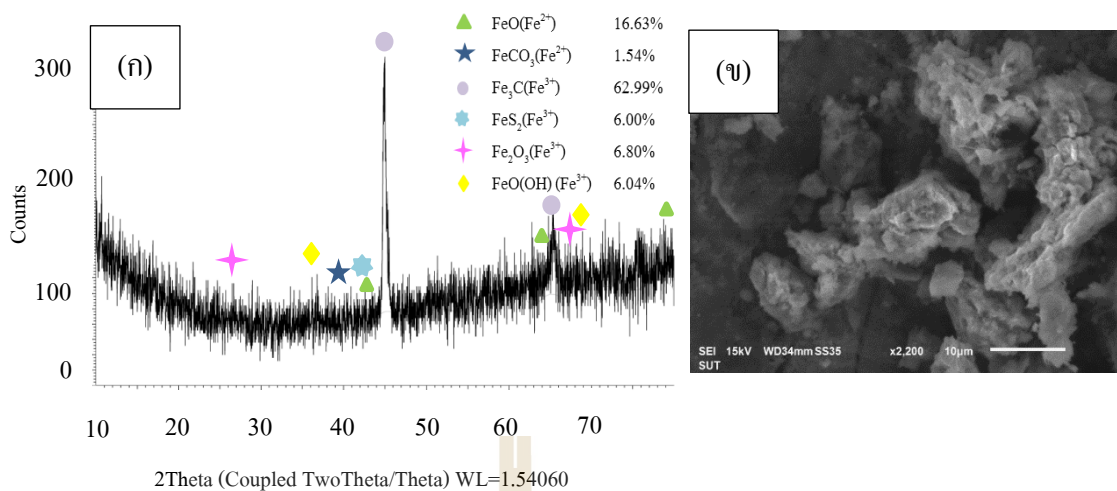 (ก)
300
200
100
0
Counts
10 20 30 40 50 60 70
2Theta (Coupled TwoTheta/Theta) WL=1.54060
FeO(Fe²⁺) 16.63%
FeCO₃(Fe²⁺) 1.54%
Fe₃C(Fe³⁺) 62.99%
FeS₂(Fe³⁺) 6.00%
Fe₂O₃(Fe³⁺) 6.80%
FeO(OH) (Fe³⁺) 6.04%
(ข)
SEI 15kV WD34mm SS35 x2,200 10μm
SUT